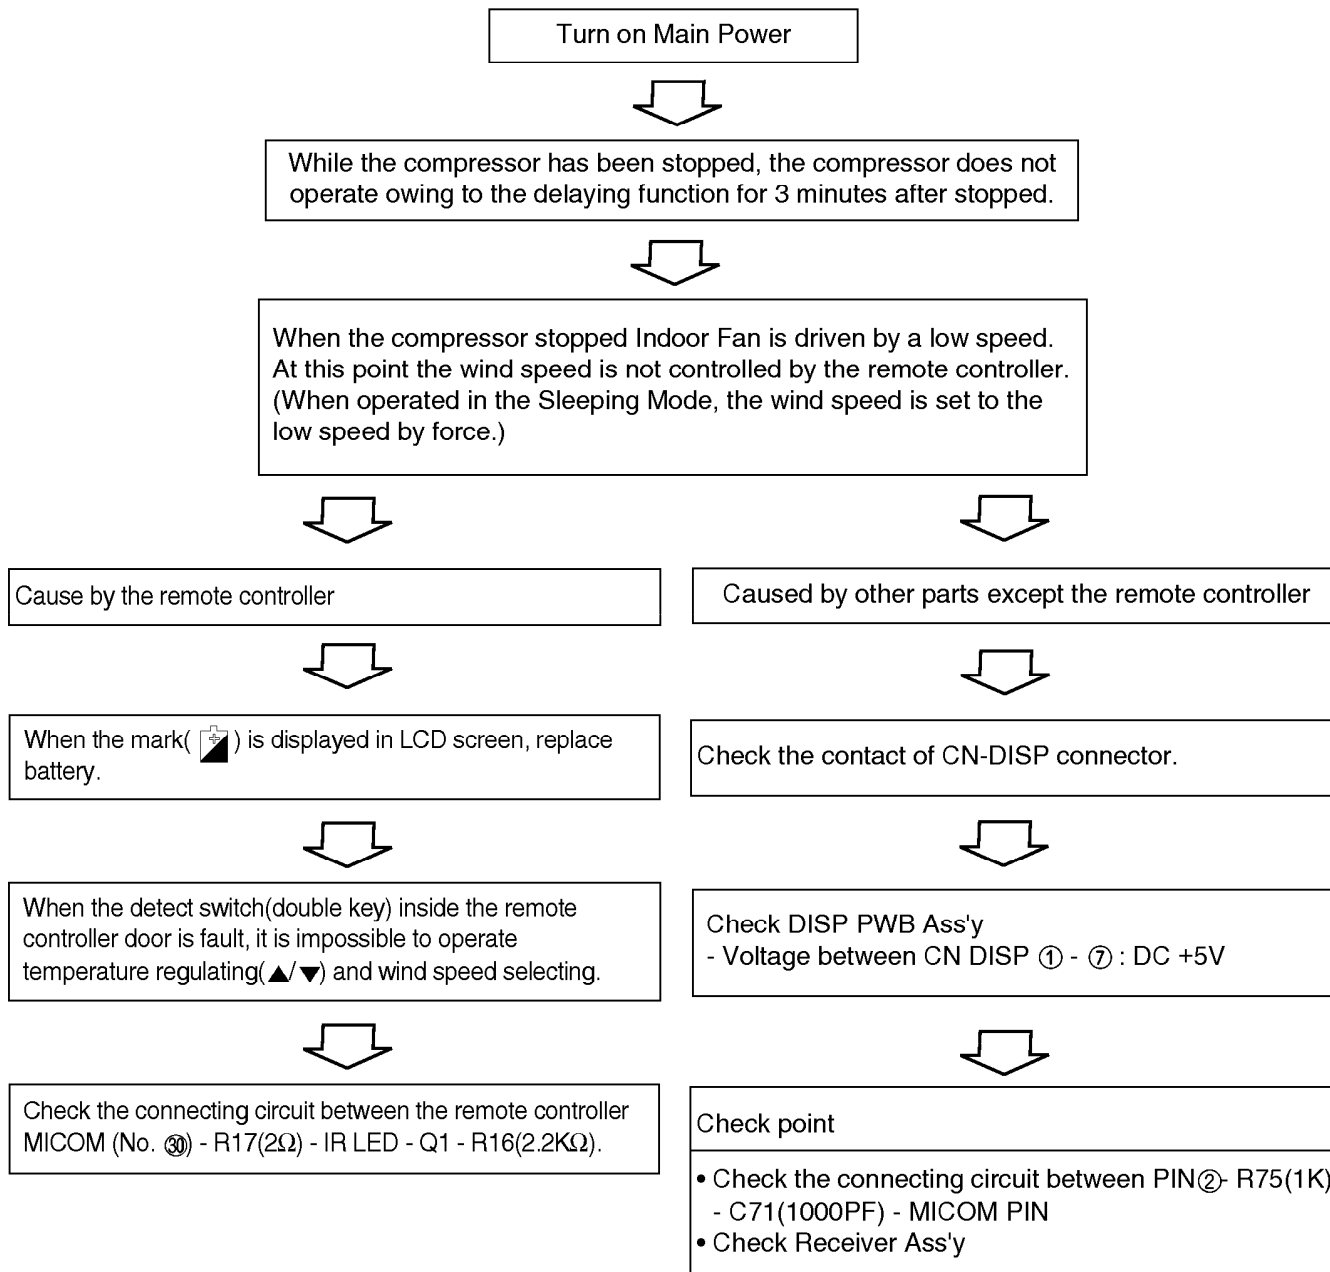 Turn on Main Power
While the compressor has been stopped, the compressor does not
operate owing to the delaying function for 3 minutes after stopped.
When the compressor stopped Indoor Fan is driven by a low speed.
At this point the wind speed is not controlled by the remote controller.
(When operated in the Sleeping Mode, the wind speed is set to the
low speed by force.)
Cause by the remote controller
When the mark( ) is displayed in LCD screen, replace
battery.
When the detect switch(double key) inside the remote
controller door is fault, it is impossible to operate
temperature regulating(▲/▼) and wind speed selecting.
Check the connecting circuit between the remote controller
MICOM (No. ㉚) - R17(2Ω) - IR LED - Q1 - R16(2.2KΩ).
Caused by other parts except the remote controller
Check the contact of CN-DISP connector.
Check DISP PWB Ass'y
- Voltage between CN DISP ① - ⑦ : DC +5V
Check point
• Check the connecting circuit between PIN②- R75(1K)
- C71(1000PF) - MICOM PIN
• Check Receiver Ass'y